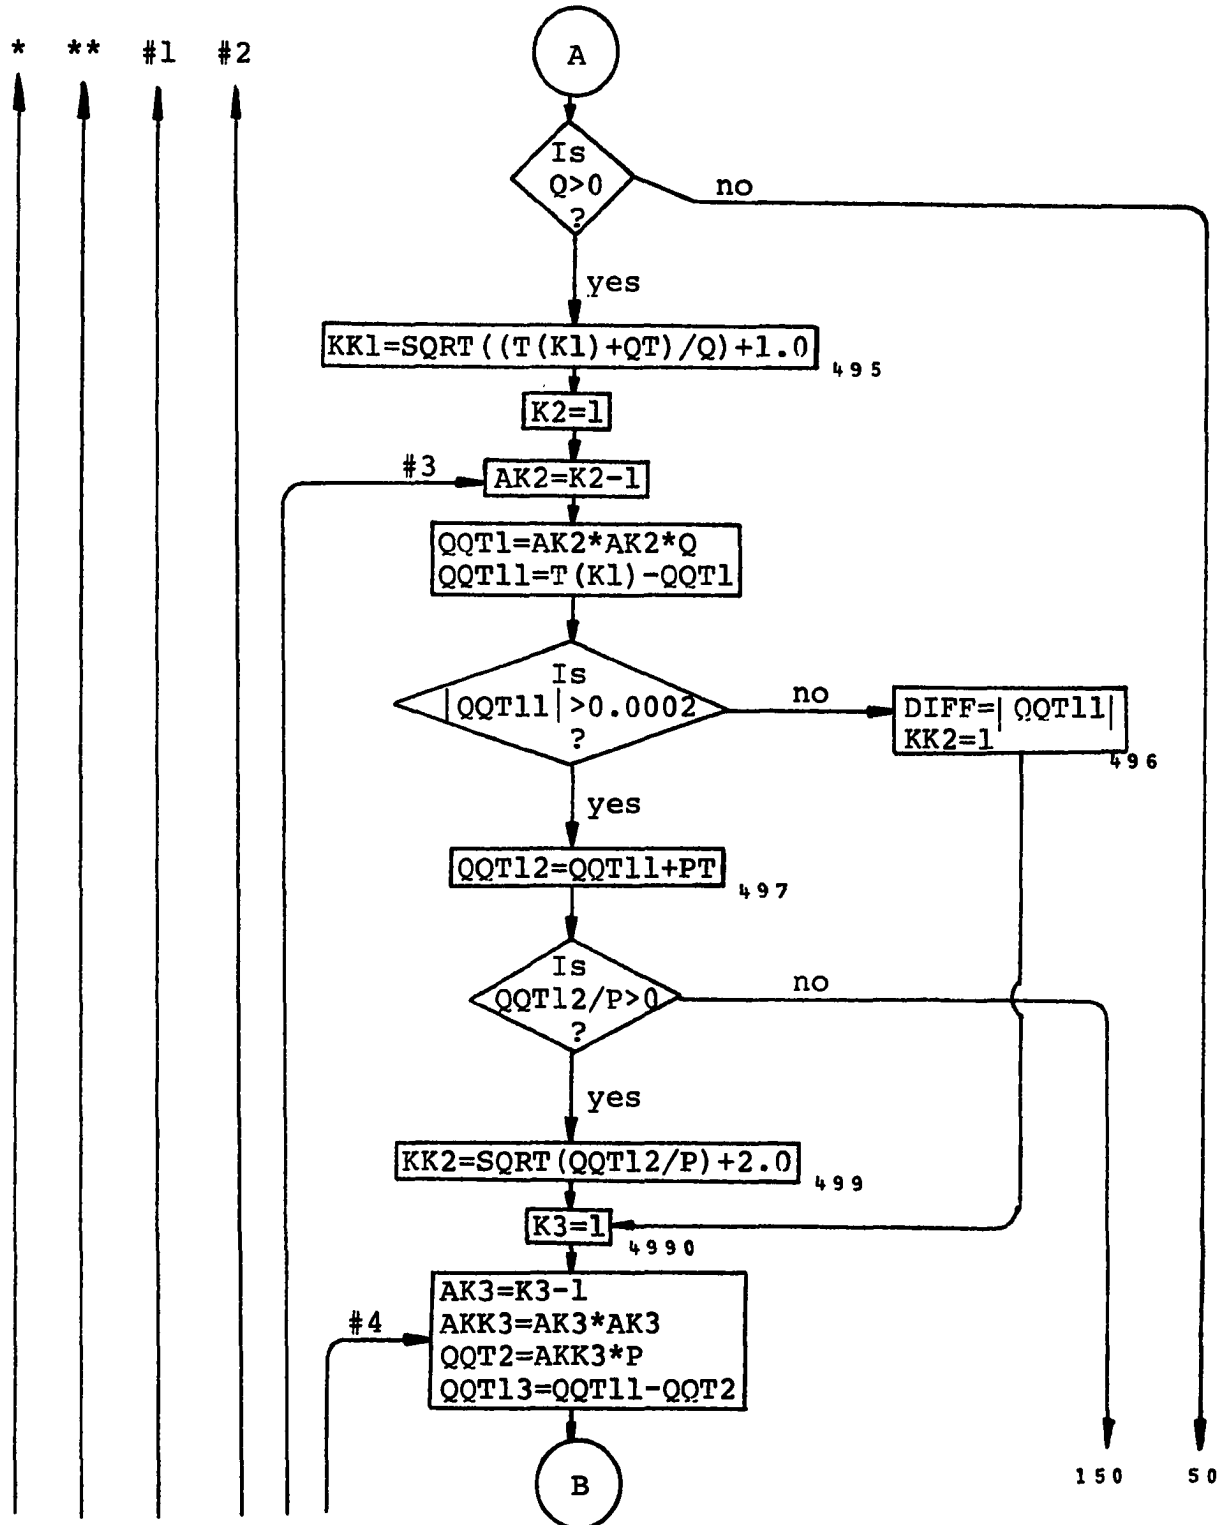 * ** #1 #2
A
Is
Q>0
?
no
yes
KK1=SQRT((T(K1)+QT)/Q)+1.0
495
K2=1
#3
AK2=K2-1
QQT1=AK2*AK2*Q
QQT11=T(K1)-QQT1
Is
|QQT11|>0.0002
?
no
DIFF=|QQT11|
KK2=1
496
yes
QQT12=QQT11+PT
497
Is
QQT12/P>0
?
no
yes
KK2=SQRT(QQT12/P)+2.0
499
K3=1
4990
#4
AK3=K3-1
AKK3=AK3*AK3
QQT2=AKK3*P
QQT13=QQT11-QQT2
B
150
50